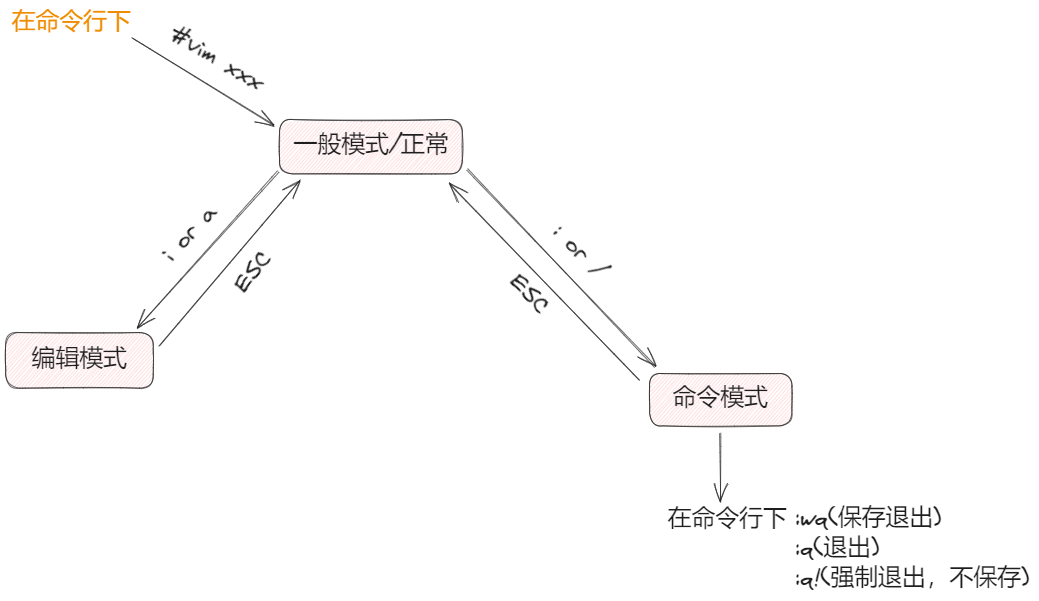 在命令行下
#vim xxx
一般模式/正常
i or a
ESC
: or /
ESC
编辑模式
命令模式
在命令行下 :wq(保存退出)
:q(退出)
:q!(强制退出，不保存)